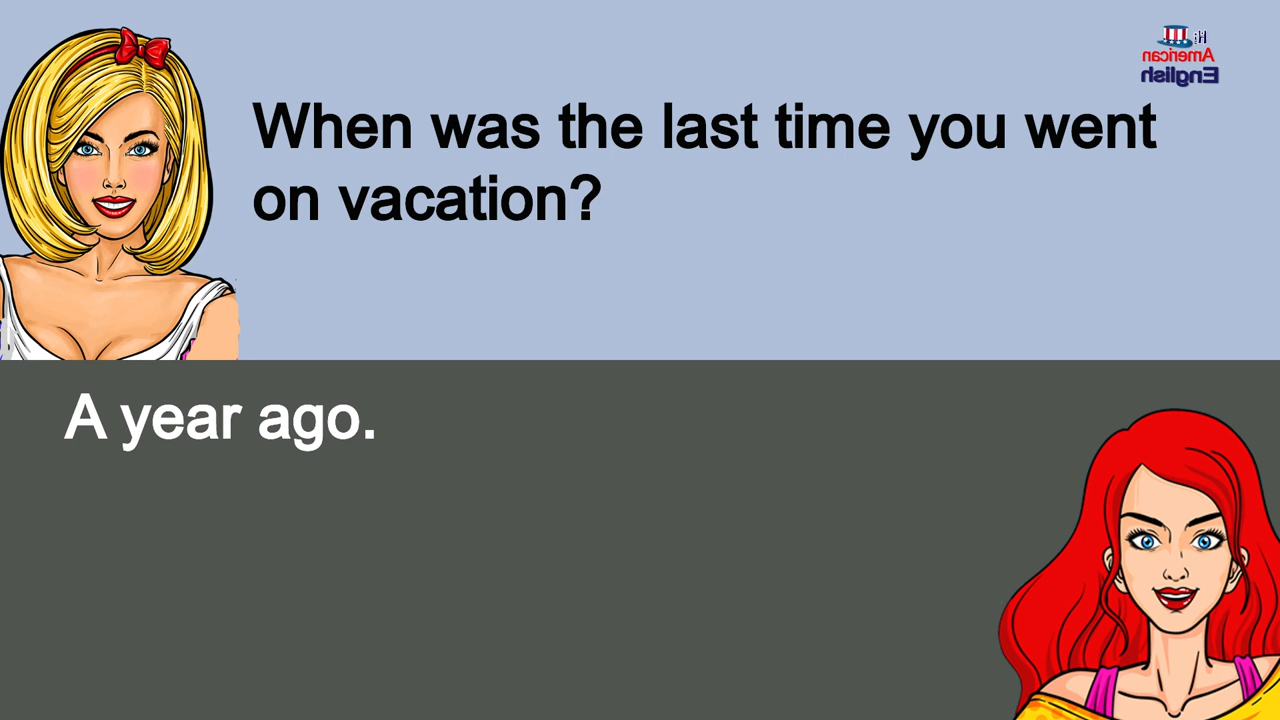 Hi
American
English
When was the last time you went
on vacation?
A year ago.